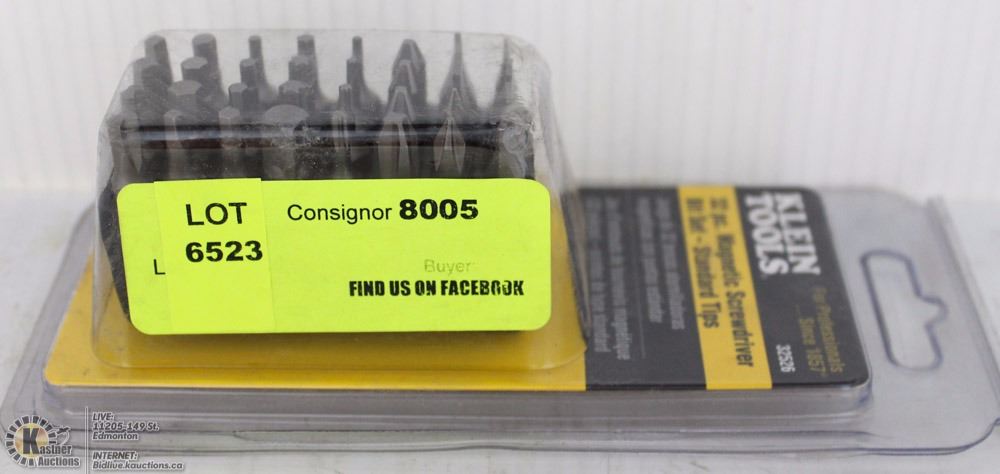 LOT
6523
Consignor 8005
L
Buyer
FIND US ON FACEBOOK
KLEIN
TOOLS
For Professionals
Since 1857
32 pc. Magnetic Screwdriver
Bit Set - Standard Tips
32526
Kastner
Auctions
LIVE:
11205-149 St.
Edmonton
INTERNET:
Bidlive.kauctions.ca